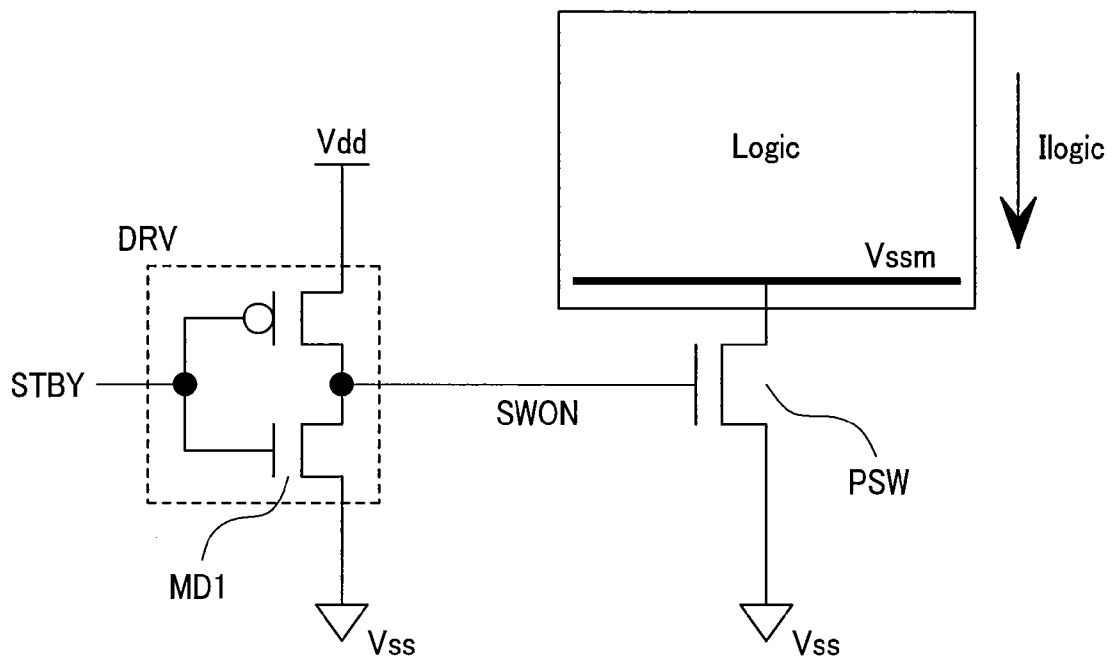 Logic
Ilogic
Vdd
DRV
Vssm
STBY
SWON
PSW
MD1
Vss
Vss